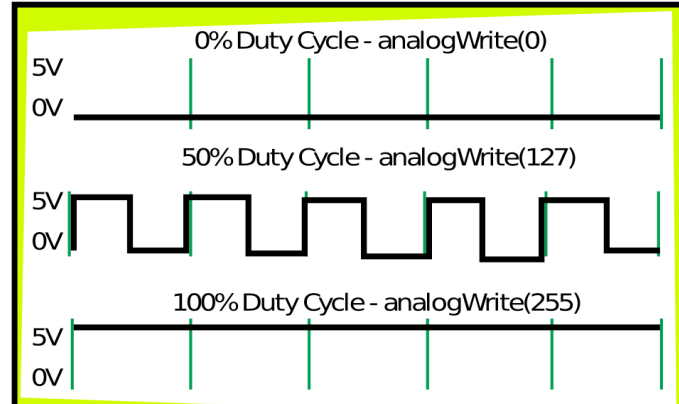 0% Duty Cycle - analogWrite(0)
5V
0V
50% Duty Cycle - analogWrite(127)
5V
0V
100% Duty Cycle - analogWrite(255)
5V
0V